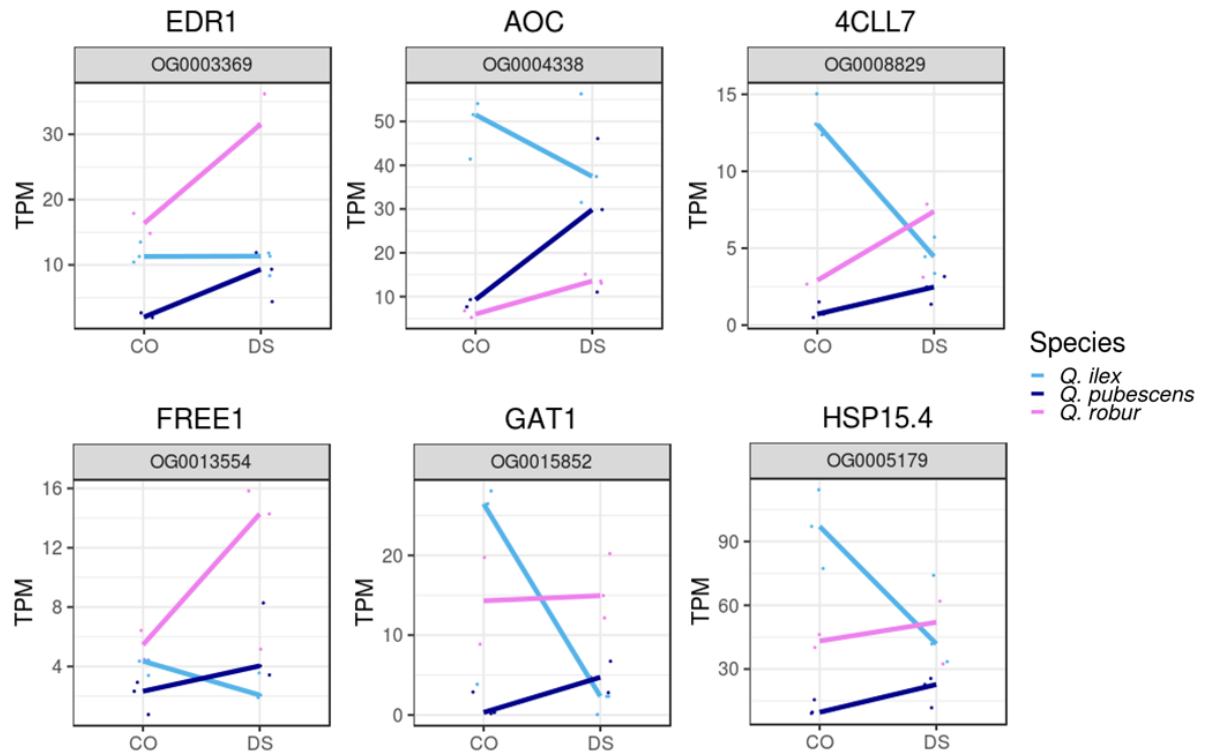 EDR1
OG0003369
TPM
30
20
10
CO DS
AOC
OG0004338
TPM
50
40
30
20
10
CO DS
4CLL7
OG0008829
TPM
15
10
5
0
CO DS
Species
Q. ilex
Q. pubescens
Q. robur
FREE1
OG0013554
TPM
16
12
8
4
CO DS
GAT1
OG0015852
TPM
20
10
0
CO DS
HSP15.4
OG0005179
TPM
90
60
30
CO DS